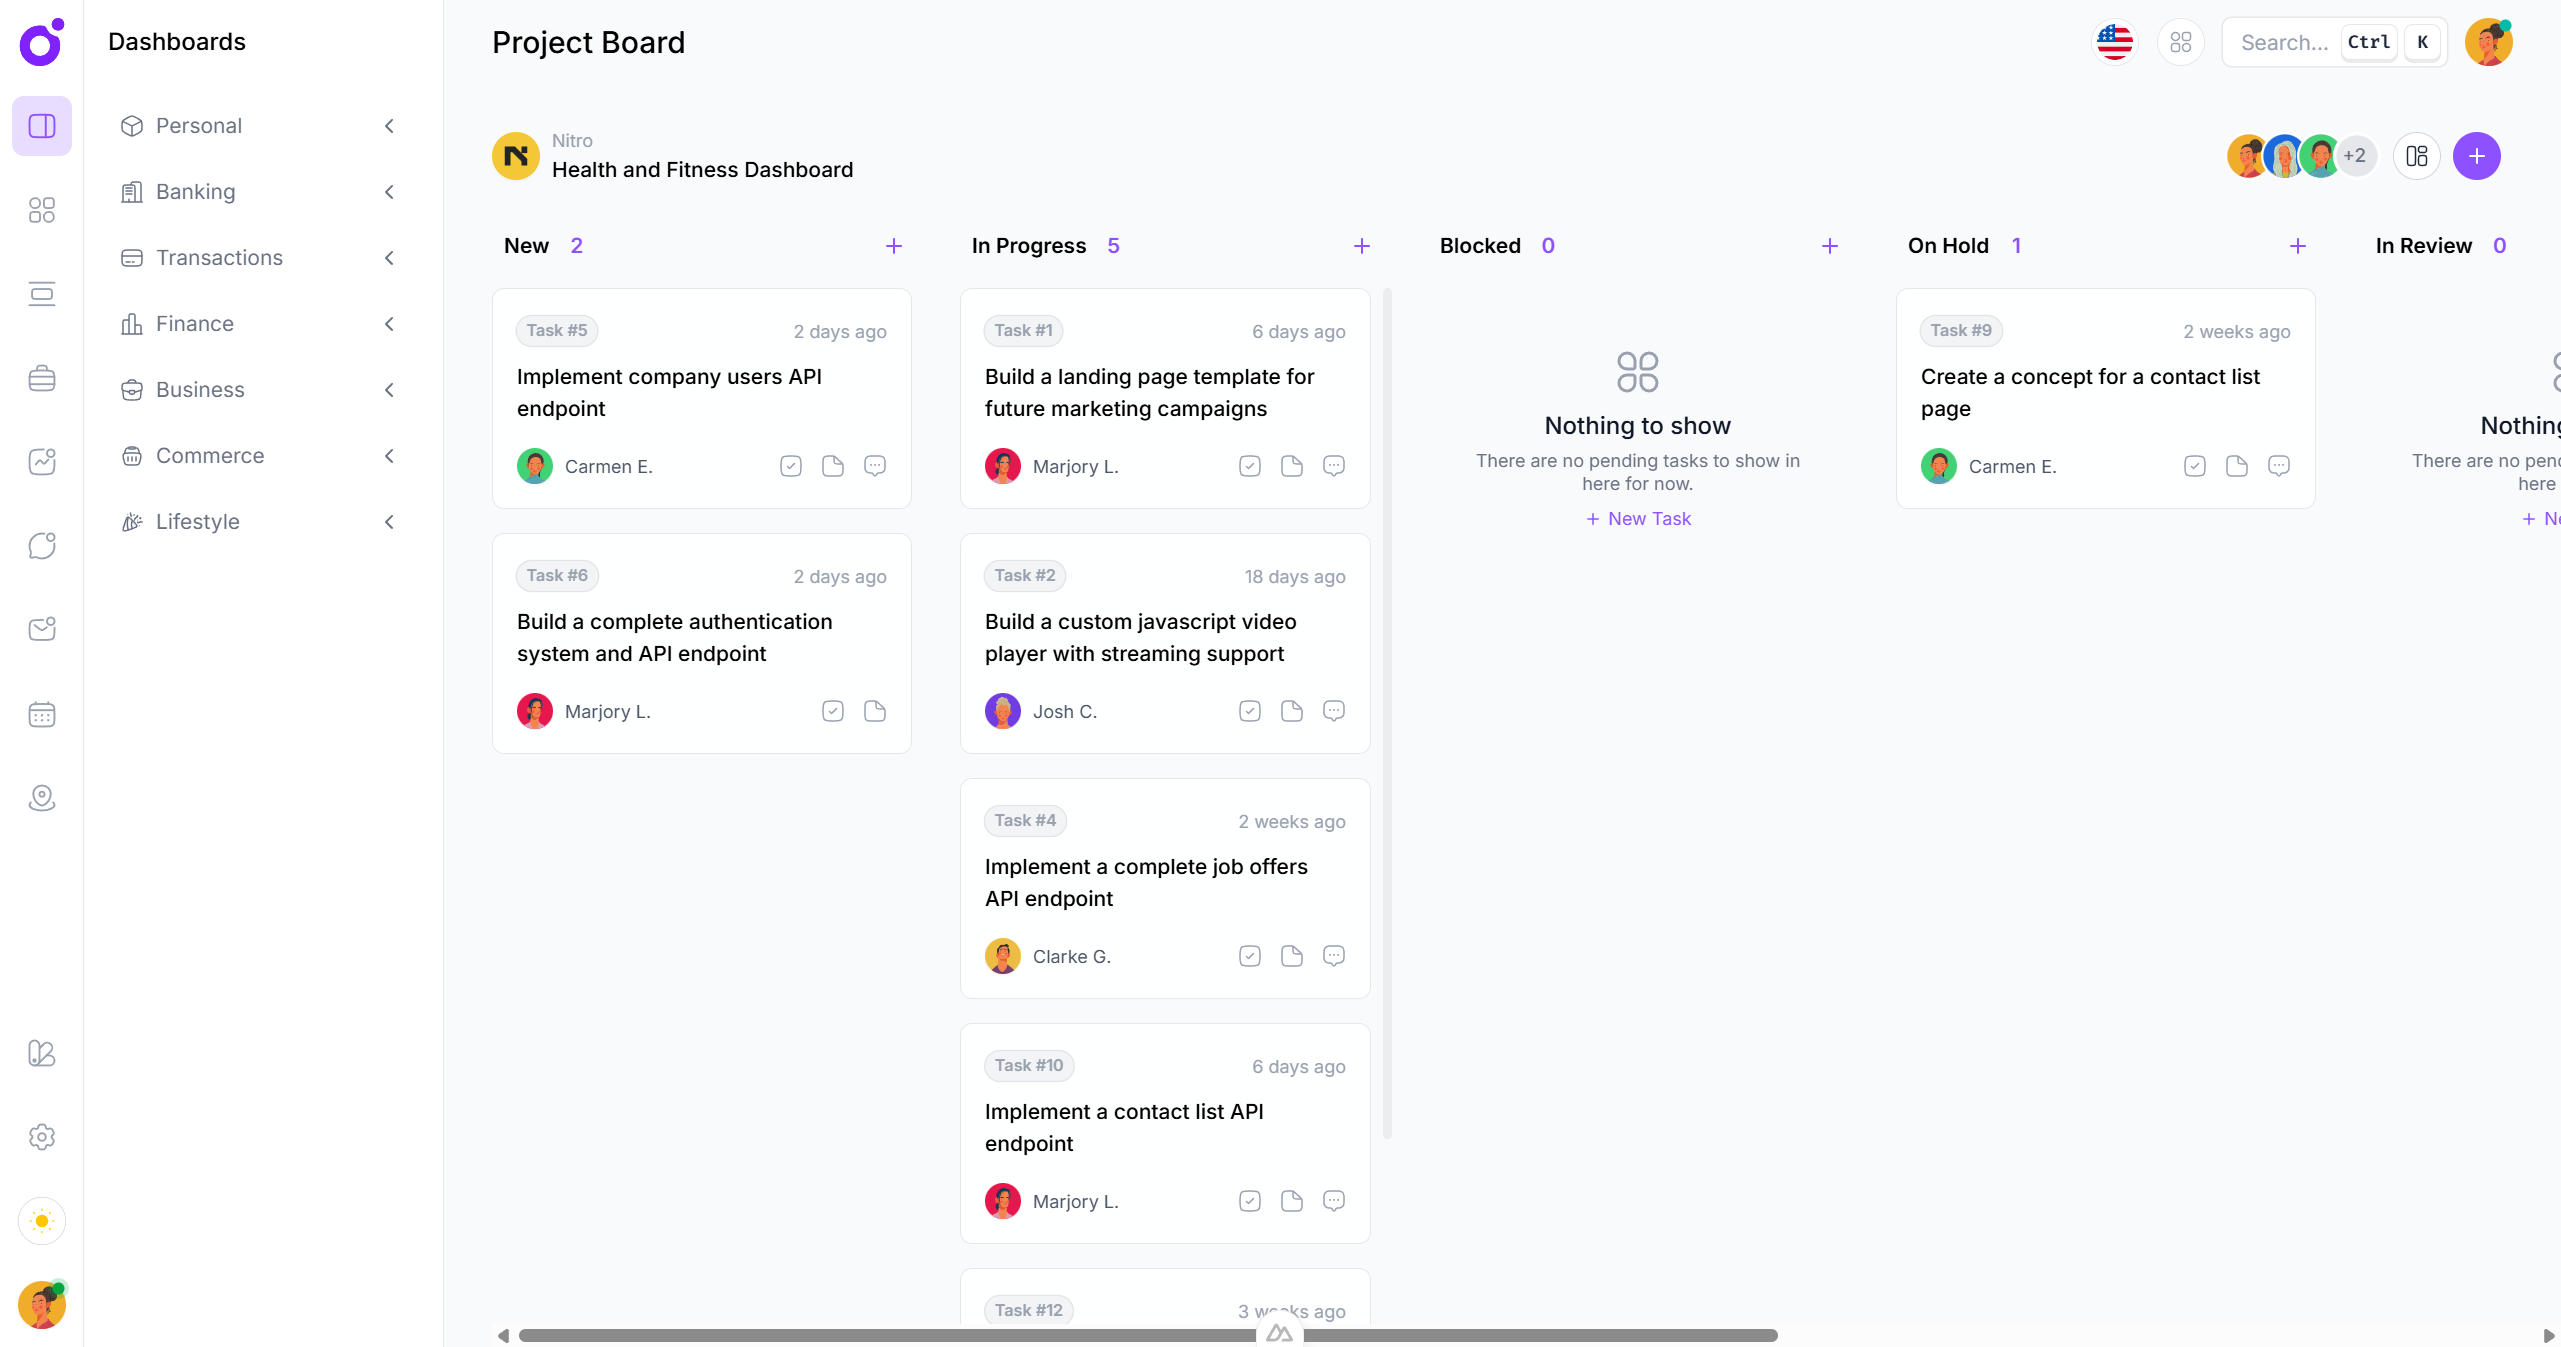 Dashboards
Personal
Banking
Transactions
Finance
Business
Commerce
Lifestyle
Project Board
Search...
Ctrl
K
Nitro
Health and Fitness Dashboard
+2
New 2
Task #5
2 days ago
Implement company users API
endpoint
Carmen E.
Task #6
2 days ago
Build a complete authentication
system and API endpoint
Marjory L.
In Progress 5
Task #1
6 days ago
Build a landing page template for
future marketing campaigns
Marjory L.
Task #2
18 days ago
Build a custom javascript video
player with streaming support
Josh C.
Task #4
2 weeks ago
Implement a complete job offers
API endpoint
Clarke G.
Task #10
6 days ago
Implement a contact list API
endpoint
Marjory L.
Task #12
3 weeks ago
Blocked 0
Nothing to show
There are no pending tasks to show in
here for now.
+ New Task
On Hold 1
Task #9
2 weeks ago
Create a concept for a contact list
page
Carmen E.
In Review 0
Nothing
There are no
here
+